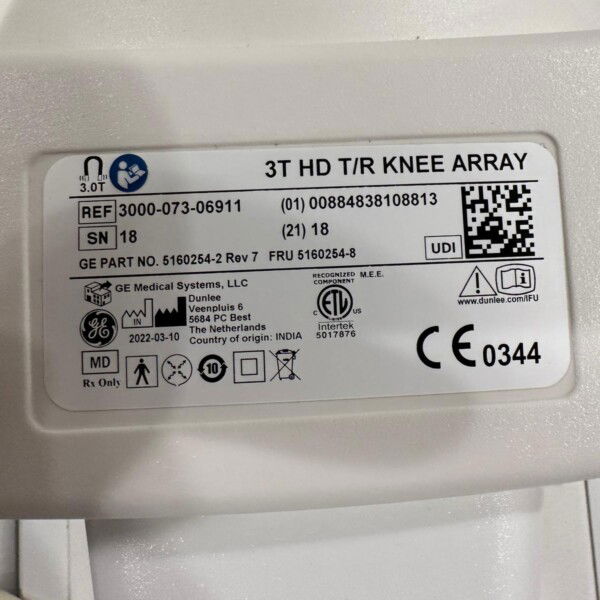 3T HD T/R KNEE ARRAY
3.0T
REF 3000-073-06911 (01) 00884838108813
SN 18 (21) 18
UDI
GE PART NO. 5160254-2 Rev 7 FRU 5160254-8
GE Medical Systems, LLC
Dunlee
Veenpluis 6
5684 PC Best
The Netherlands
Country of origin: INDIA
IN
2022-03-10
GE
RECOGNIZED M.E.E.
COMPONENT
C ETL US
Intertek
5017876
www.dunlee.com/IFU
CE 0344
MD
Rx Only
10